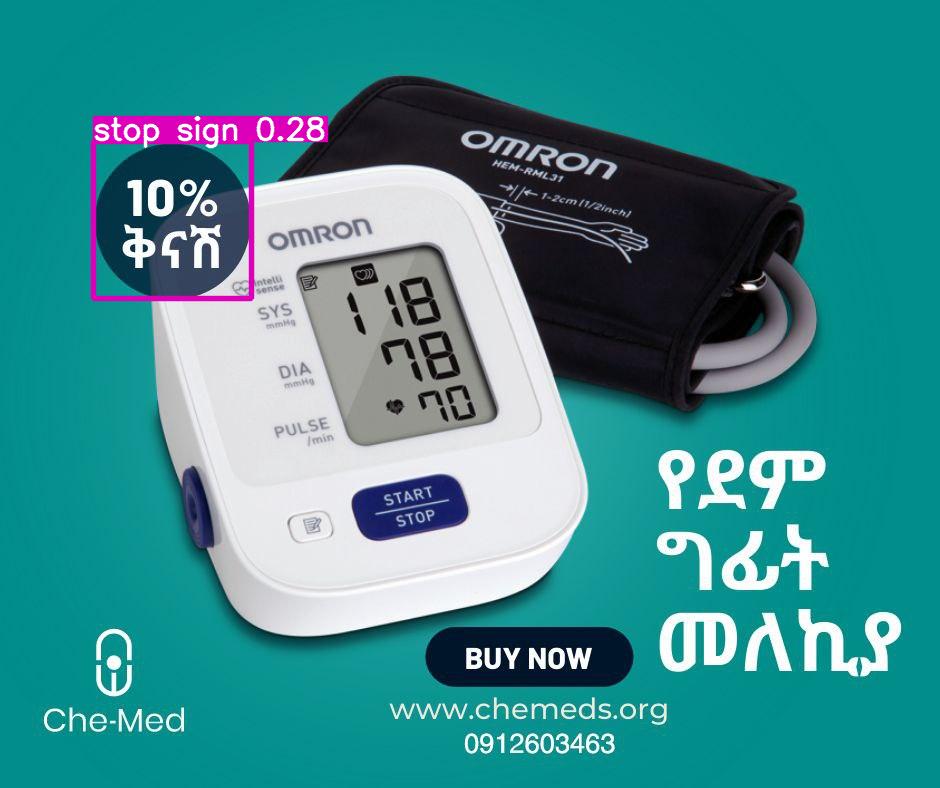 stop sign 0.28
10%
ቅናሽ
OMRON
HEM-RML31
1-2cm (1/2inch)
OMRON
intelli
sense
SYS
mmHg
118
DIA
mmHg
78
PULSE
/min
70
START
STOP
የደም
ግፊት
መለኪያ
BUY NOW
Che-Med
www.chemeds.org
0912603463